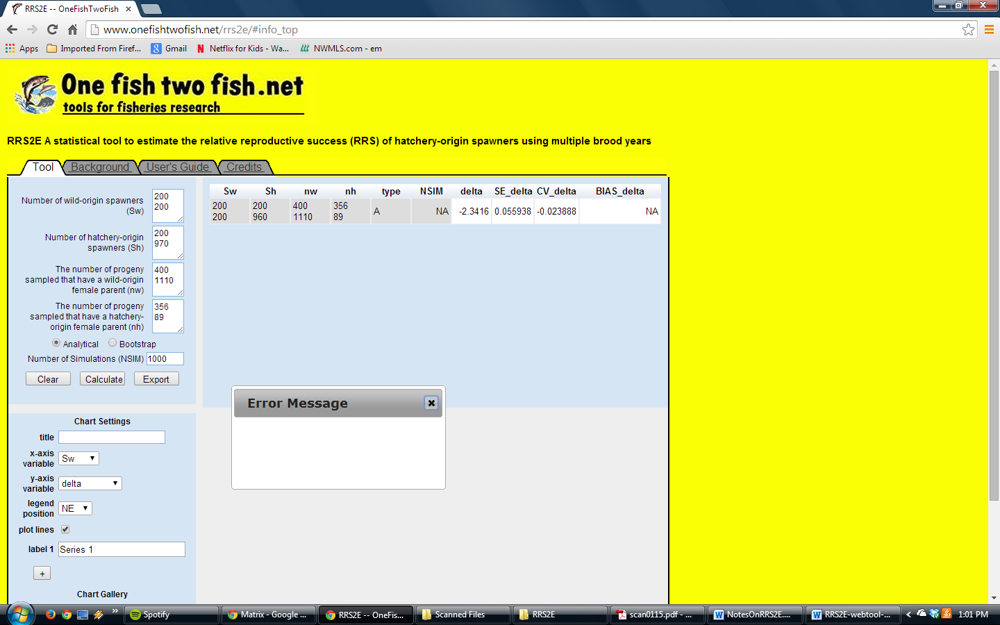 RRS2E -- OneFishTwoFish
www.onefishtwofish.net/rrs2e/#info_top
Apps Imported From Firef... Gmail Netflix for Kids - Wa... NWMLS.com - em
One fish two fish.net
tools for fisheries research
RRS2E A statistical tool to estimate the relative reproductive success (RRS) of hatchery-origin spawners using multiple brood years
Tool Background User's Guide Credits
Number of wild-origin spawners
(Sw)
200
200
Number of hatchery-origin
spawners (Sh)
200
970
The number of progeny
sampled that have a wild-origin
female parent (nw)
400
1110
The number of progeny
sampled that have a hatchery-
origin female parent (nh)
356
89
Analytical Bootstrap
Number of Simulations (NSIM) 1000
Clear Calculate Export
Sw Sh nw nh type NSIM delta SE_delta CV_delta BIAS_delta
200 200 400 356 A NA -2.3416 0.055938 -0.023888 NA
200 960 1110 89
Error Message
Chart Settings
title
x-axis
variable
Sw
y-axis
variable
delta
legend
position
NE
plot lines
label 1 Series 1
+
Chart Gallery
Spotify Matrix - Google ... RRS2E -- OneFis... Scanned Files RRS2E scan0115.pdf - ... NotesOnRRS2E.... RRS2E-webtool-... 1:01 PM